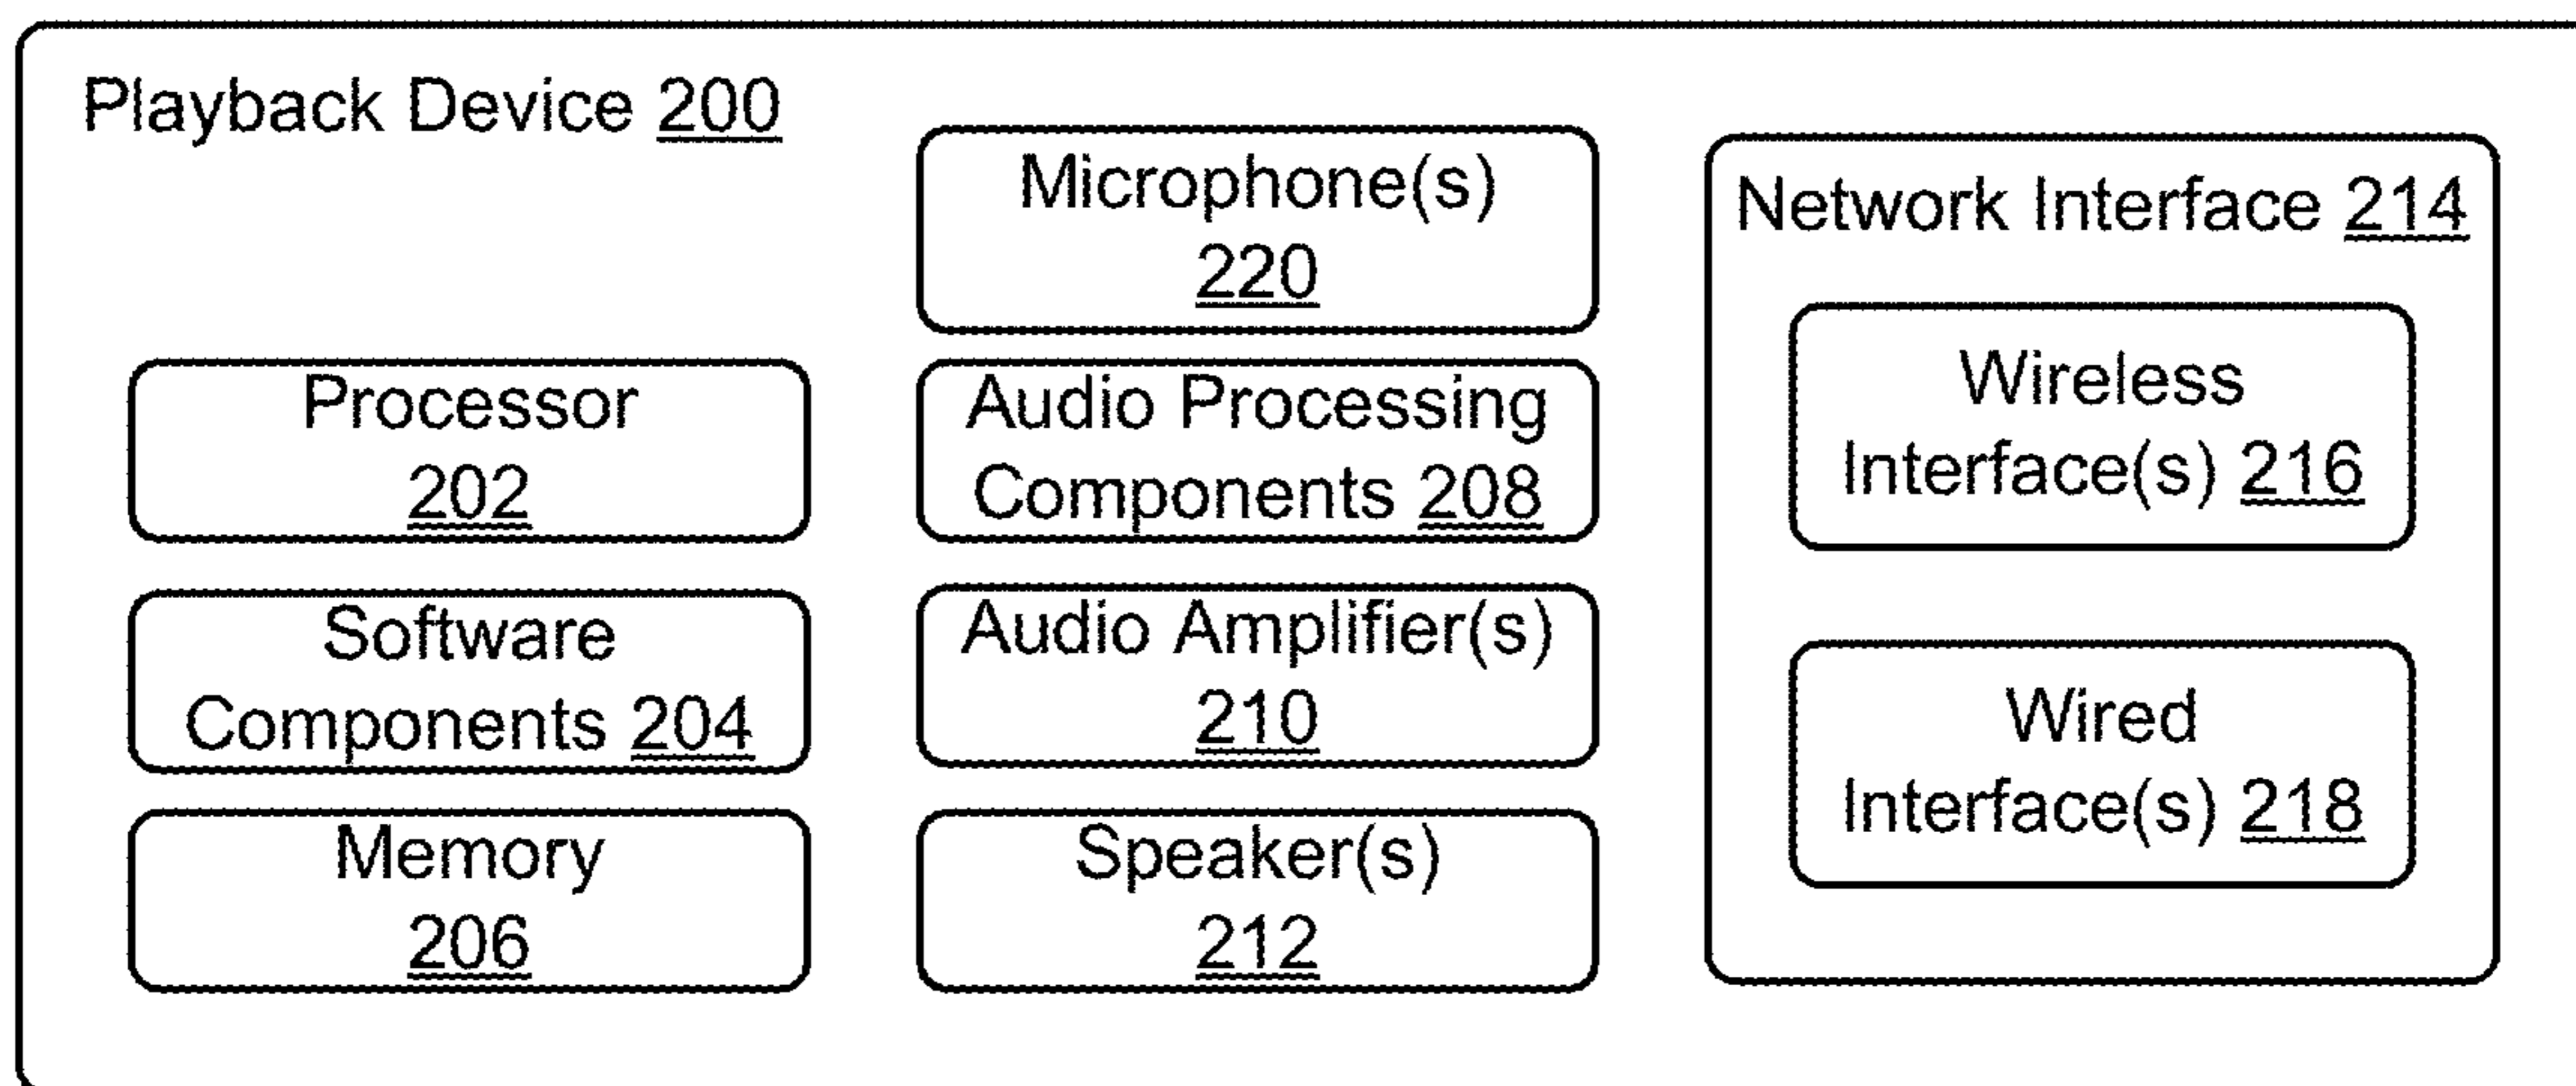 Playback Device 200
Processor
202
Software
Components 204
Memory
206
Microphone(s)
220
Audio Processing
Components 208
Audio Amplifier(s)
210
Speaker(s)
212
Network Interface 214
Wireless
Interface(s) 216
Wired
Interface(s) 218